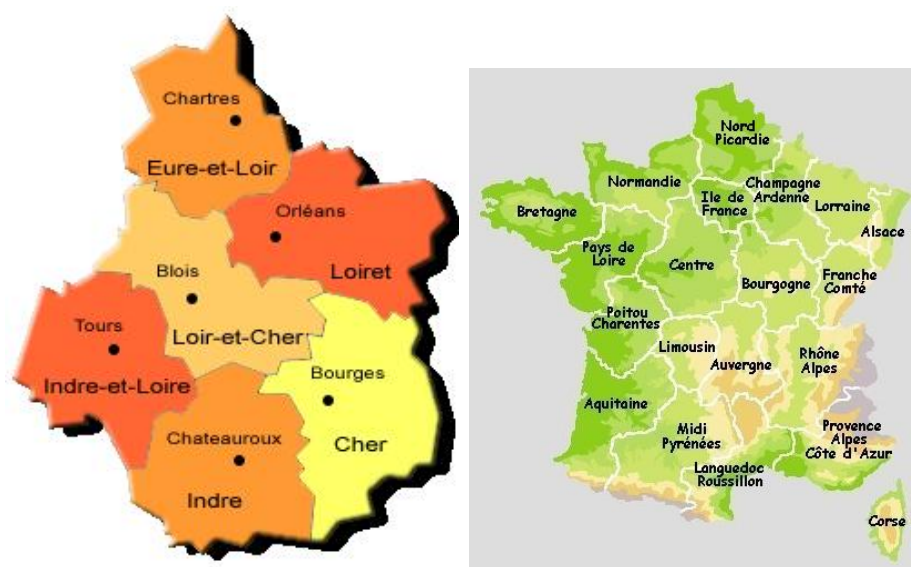 Chartres
Eure-et-Loir
Orléans
Loiret
Blois
Loir-et-Cher
Tours
Indre-et-Loire
Bourges
Cher
Chateauroux
Indre
Nord
Picardie
Normandie
Ile de
France
Champagne
Ardenne
Lorraine
Alsace
Bretagne
Pays de
Loire
Centre
Bourgogne
Franche
Comté
Poitou
Charentes
Limousin
Auvergne
Rhône
Alpes
Aquitaine
Midi
Pyrénées
Languedoc
Roussillon
Provence
Alpes
Côte d'Azur
Corse